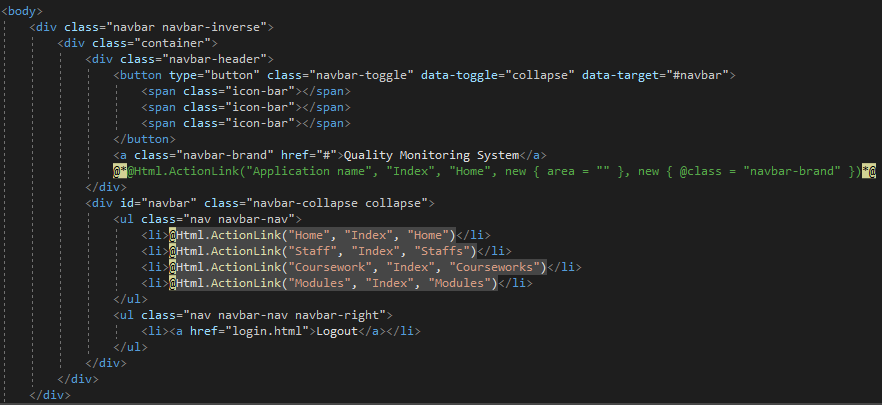 <body>
<div class="navbar navbar-inverse">
<div class="container">
<div class="navbar-header">
<button type="button" class="navbar-toggle" data-toggle="collapse" data-target="#navbar">
<span class="icon-bar"></span>
<span class="icon-bar"></span>
<span class="icon-bar"></span>
</button>
<a class="navbar-brand" href="#">Quality Monitoring System</a>
@*@Html.ActionLink("Application name", "Index", "Home", new { area = "" }, new { @class = "navbar-brand" })*@
</div>
<div id="navbar" class="navbar-collapse collapse">
<ul class="nav navbar-nav">
<li>@Html.ActionLink("Home", "Index", "Home")</li>
<li>@Html.ActionLink("Staff", "Index", "Staffs")</li>
<li>@Html.ActionLink("Coursework", "Index", "Courseworks")</li>
<li>@Html.ActionLink("Modules", "Index", "Modules")</li>
</ul>
<ul class="nav navbar-nav navbar-right">
<li><a href="login.html">Logout</a></li>
</ul>
</div>
</div>
</div>